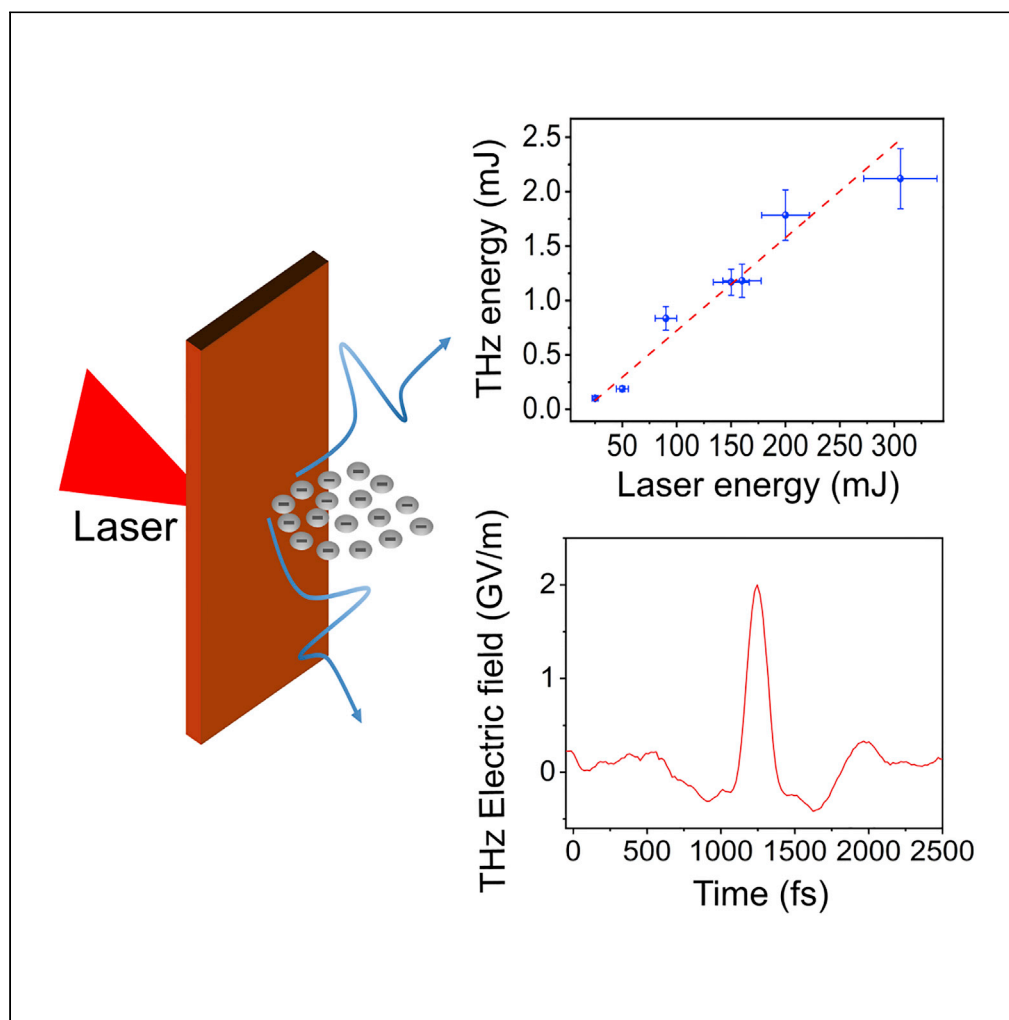 Laser
THz energy (mJ)
2.5
2.0
1.5
1.0
0.5
0.0
50 100 150 200 250 300
Laser energy (mJ)
THz Electric field (GV/m)
2
1
0
0 500 1000 1500 2000 2500
Time (fs)